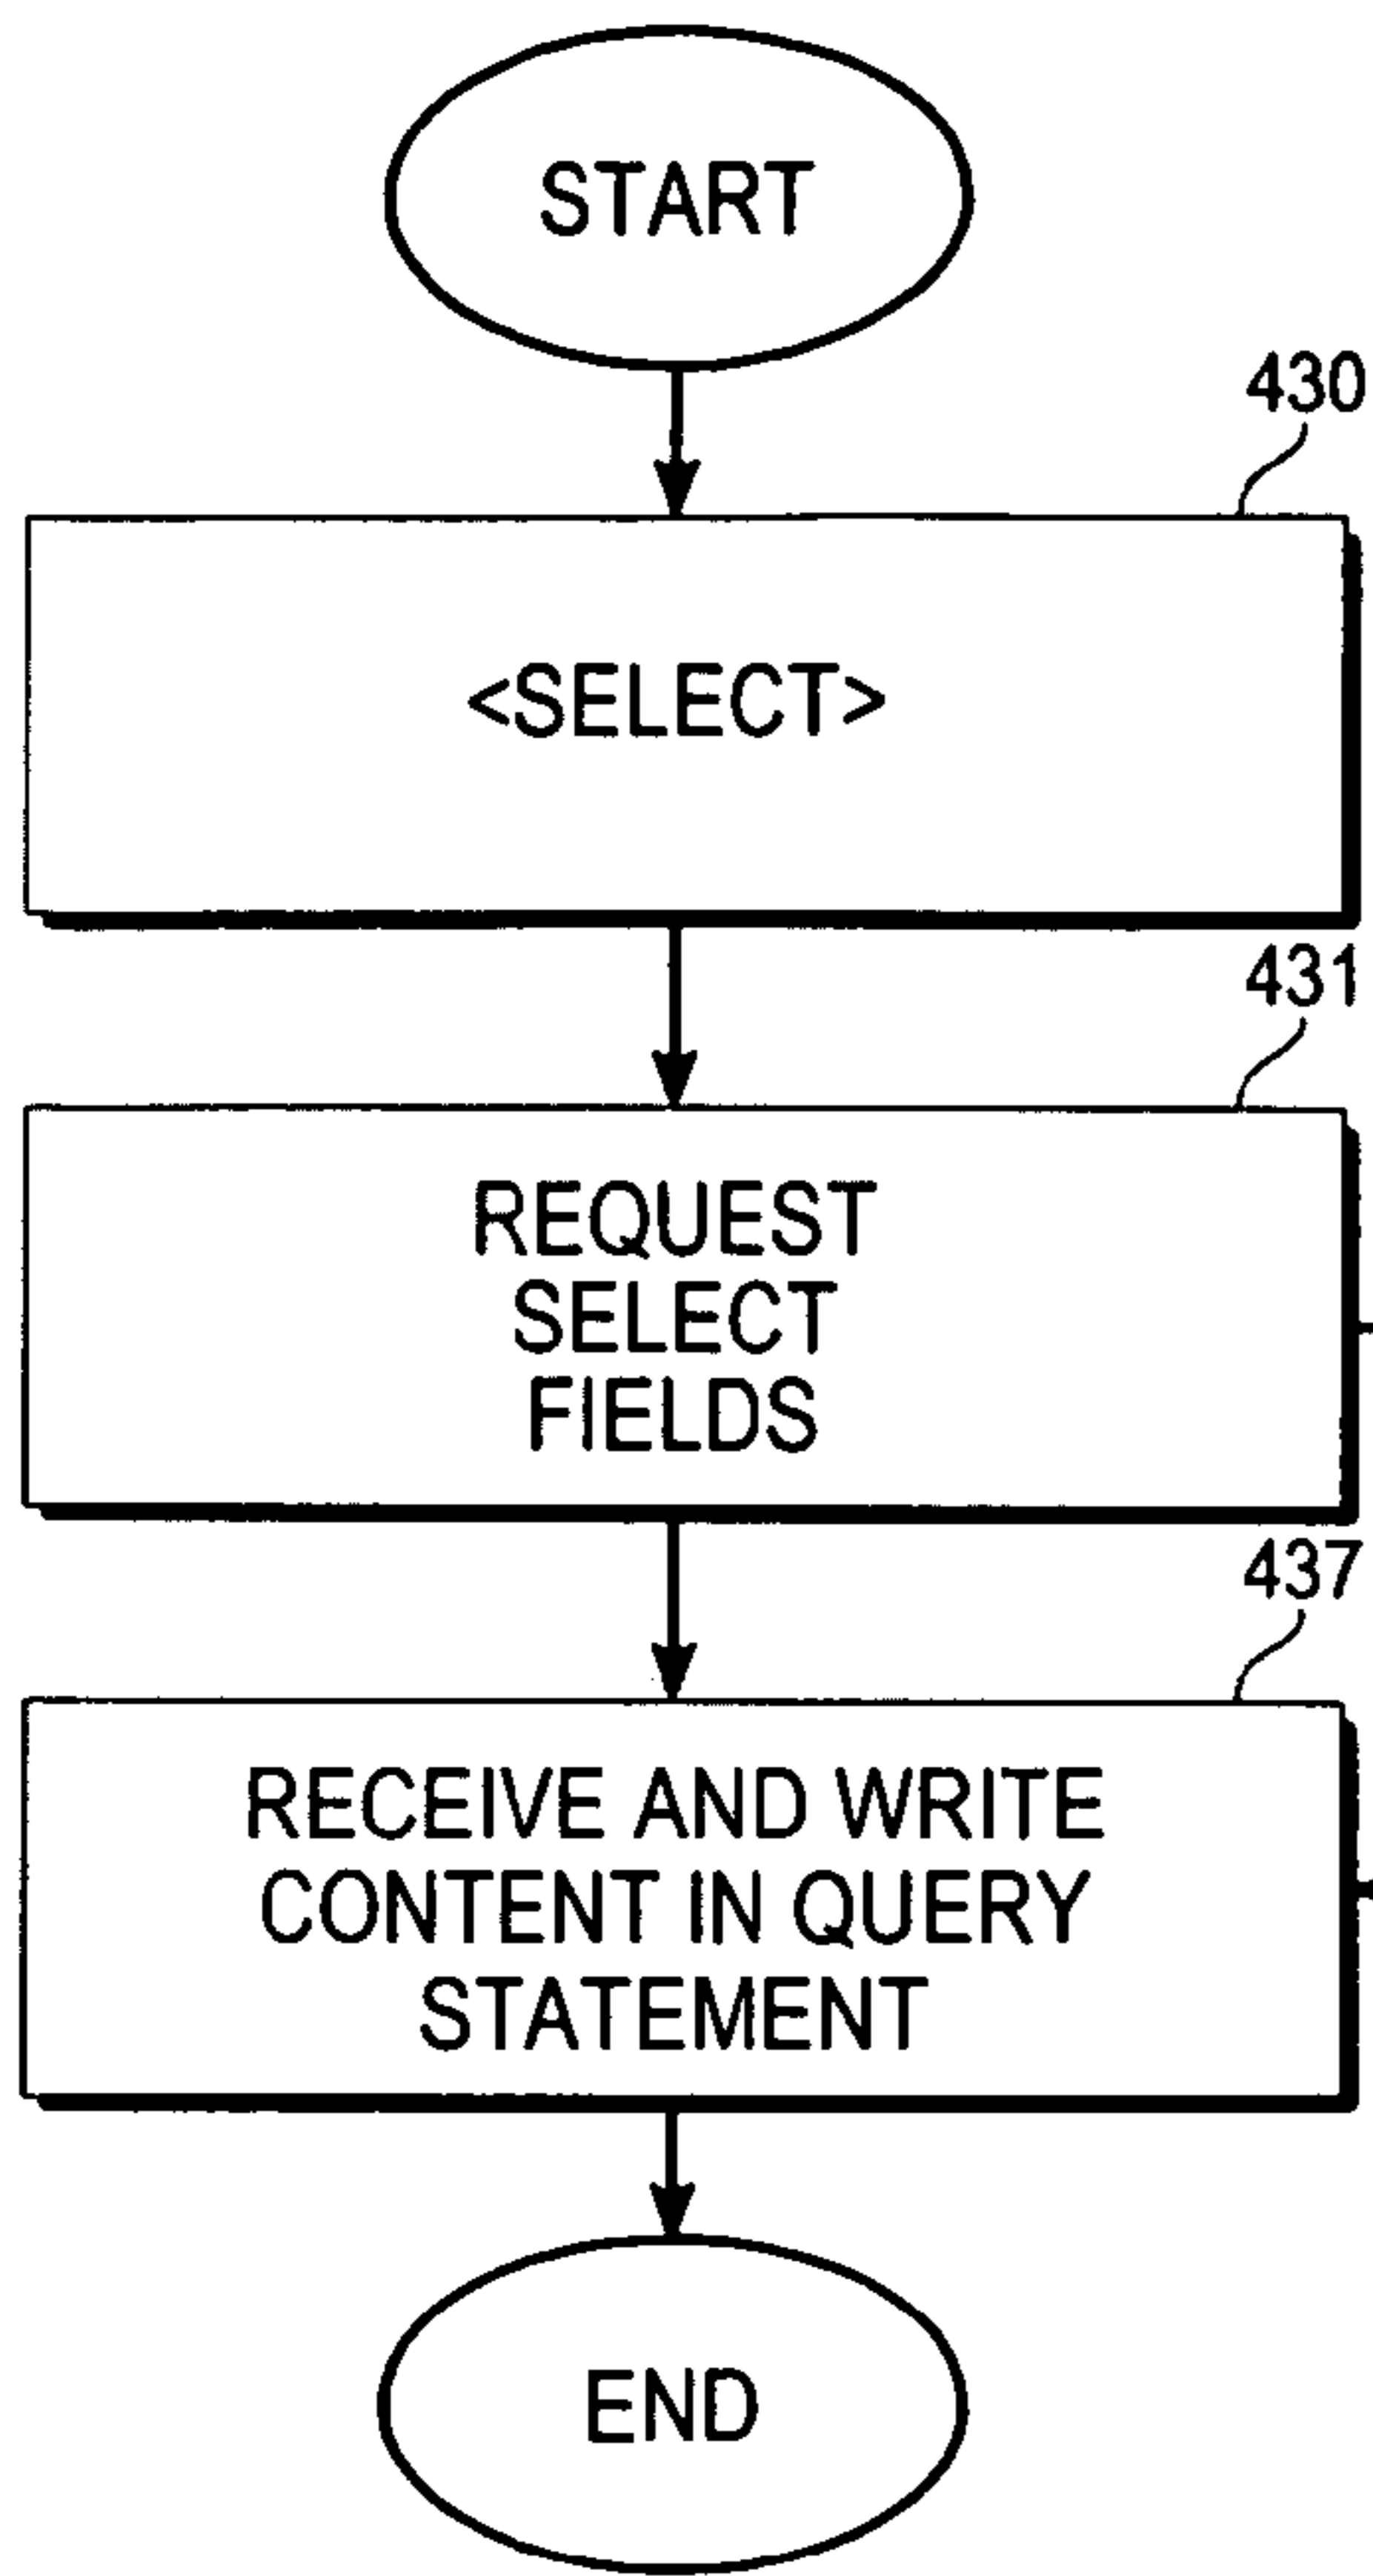 START
430
<SELECT>
431
REQUEST
SELECT
FIELDS
437
RECEIVE AND WRITE
CONTENT IN QUERY
STATEMENT
END